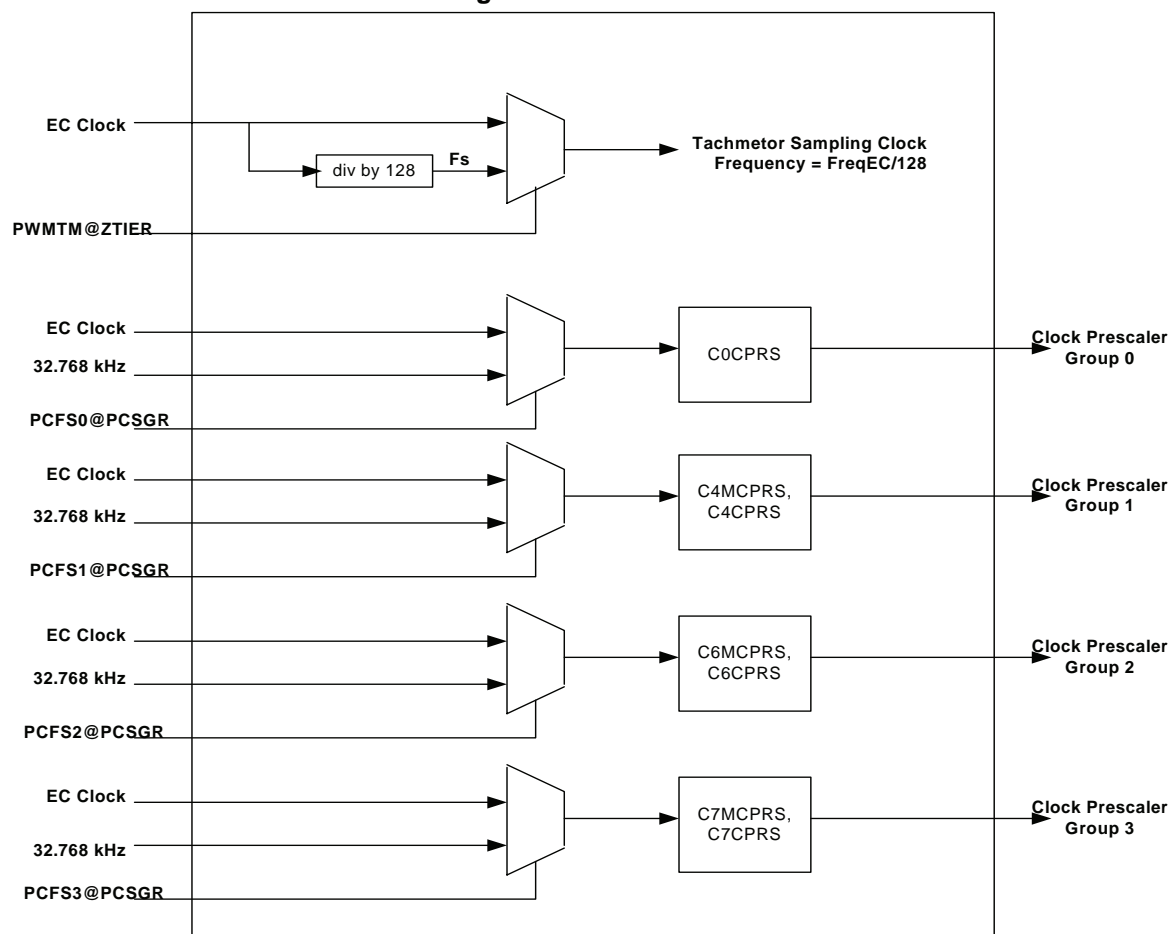 EC Clock
div by 128
Fs
Tachmetor Sampling Clock
Frequency = FreqEC/128
PWMTM@ZTIER
EC Clock
32.768 kHz
PCFS0@PCSGR
C0CPRS
Clock Prescaler
Group 0
EC Clock
32.768 kHz
PCFS1@PCSGR
C4MCPRS,
C4CPRS
Clock Prescaler
Group 1
EC Clock
32.768 kHz
PCFS2@PCSGR
C6MCPRS,
C6CPRS
Clock Prescaler
Group 2
EC Clock
32.768 kHz
PCFS3@PCSGR
C7MCPRS,
C7CPRS
Clock Prescaler
Group 3